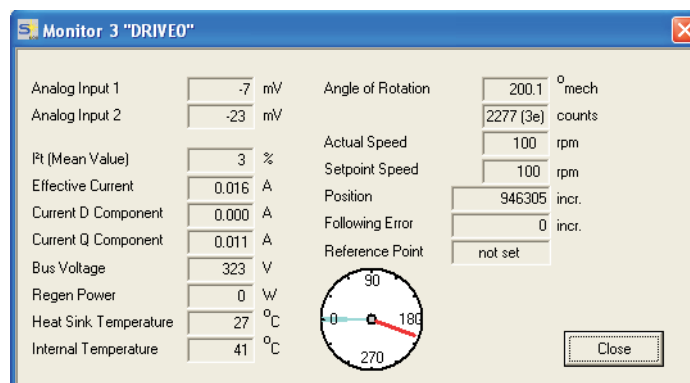 Monitor 3 "DRIVE0"
Analog Input 1 -7 mV
Analog Input 2 -23 mV
I²t (Mean Value) 3 %
Effective Current 0.016 A
Current D Component 0.000 A
Current Q Component 0.011 A
Bus Voltage 323 V
Regen Power 0 W
Heat Sink Temperature 27 °C
Internal Temperature 41 °C
Angle of Rotation 200.1 °mech
2277 (3e) counts
Actual Speed 100 rpm
Setpoint Speed 100 rpm
Position 946305 incr.
Following Error 0 incr.
Reference Point not set
90
0 180
270
Close